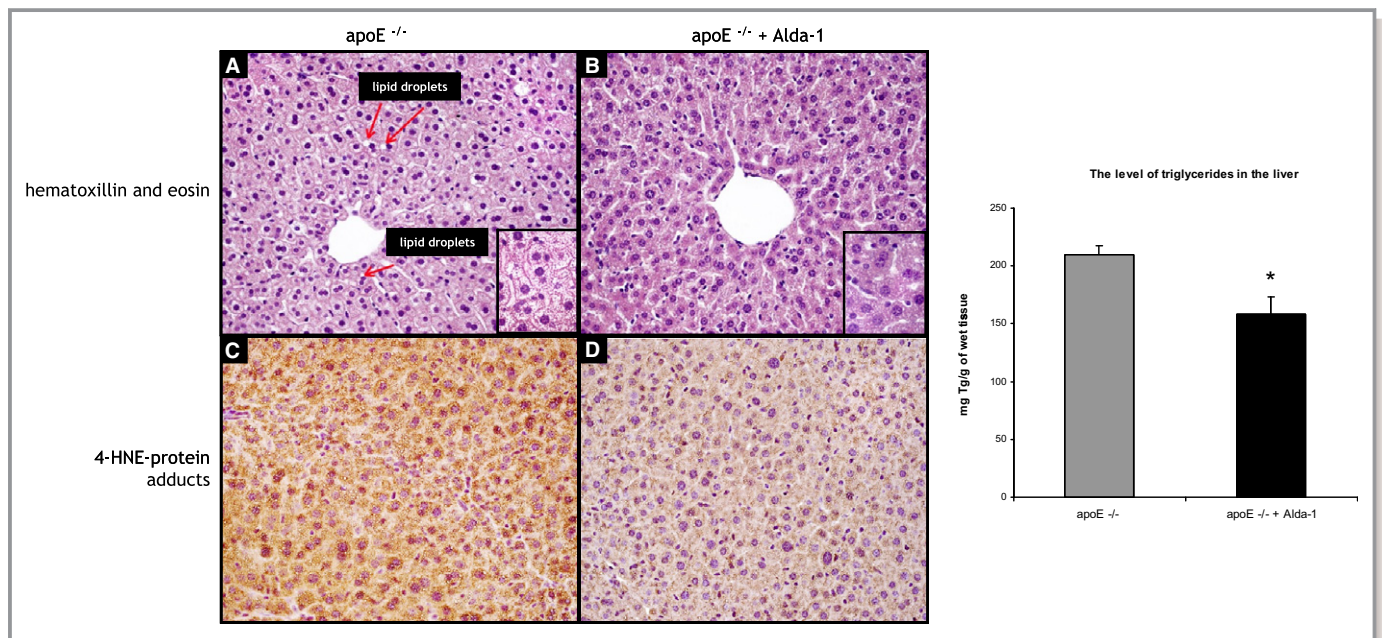 apoE -/-
apoE -/- + Alda-1
A
lipid droplets
lipid droplets
B
hematoxillin and eosin
C
D
4-HNE-protein
adducts
The level of triglycerides in the liver
mg Tg/g of wet tissue
250
200
150
100
50
0
*
apoE -/-
apoE -/- + Alda-1